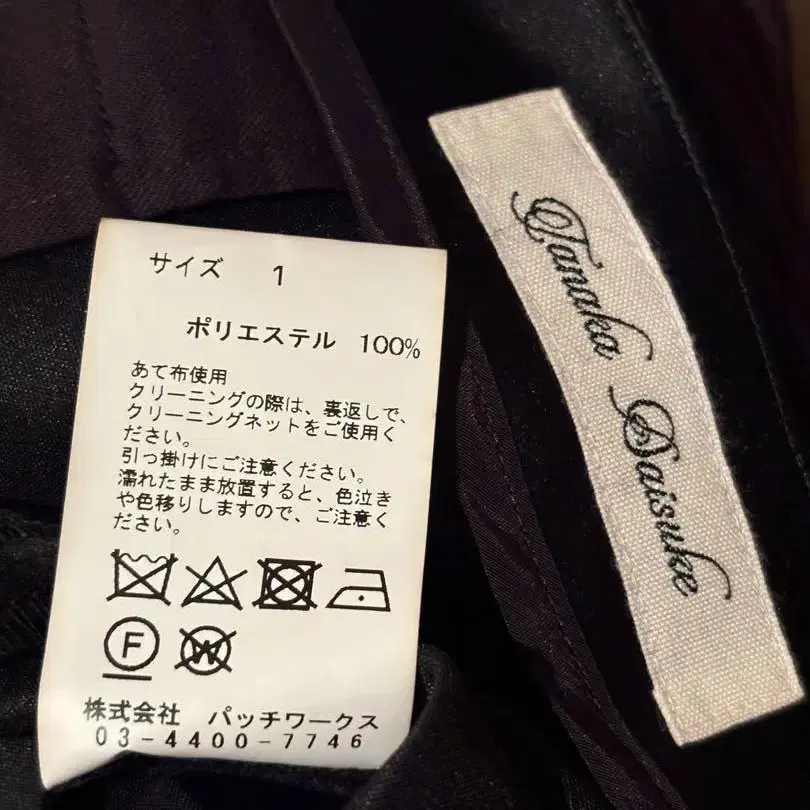 サイズ 1
ポリエステル 100%
あて布使用
クリーニングの際は、裏返しで、
クリーニングネットをご使用く
ださい。
引っ掛けにご注意ください。
濡れたまま放置すると、色泣き
や色移りしますので、ご注意く
ださい。
F W
株式会社 パッチワークス
03-4400-7746
Tanaka Daisuke